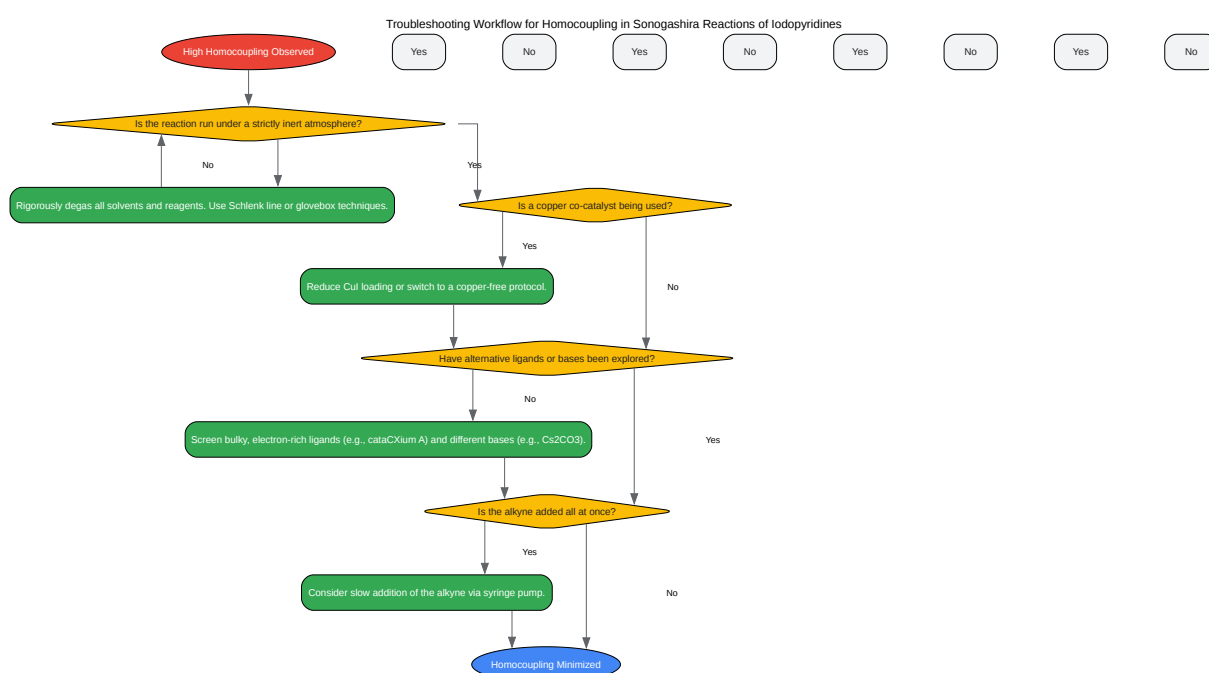 Troubleshooting Workflow for Homocoupling in Sonogashira Reactions of Iodopyridines
High Homocoupling Observed
Yes
No
Yes
No
Yes
No
Yes
No
Is the reaction run under a strictly inert atmosphere?
No
Yes
Rigorously degas all solvents and reagents. Use Schlenk line or glovebox techniques.
Is a copper co-catalyst being used?
Yes
Reduce CuI loading or switch to a copper-free protocol.
No
Have alternative ligands or bases been explored?
No
Screen bulky, electron-rich ligands (e.g., cataCXium A) and different bases (e.g., Cs2CO3).
Yes
Is the alkyne added all at once?
Yes
Consider slow addition of the alkyne via syringe pump.
No
Homocoupling Minimized